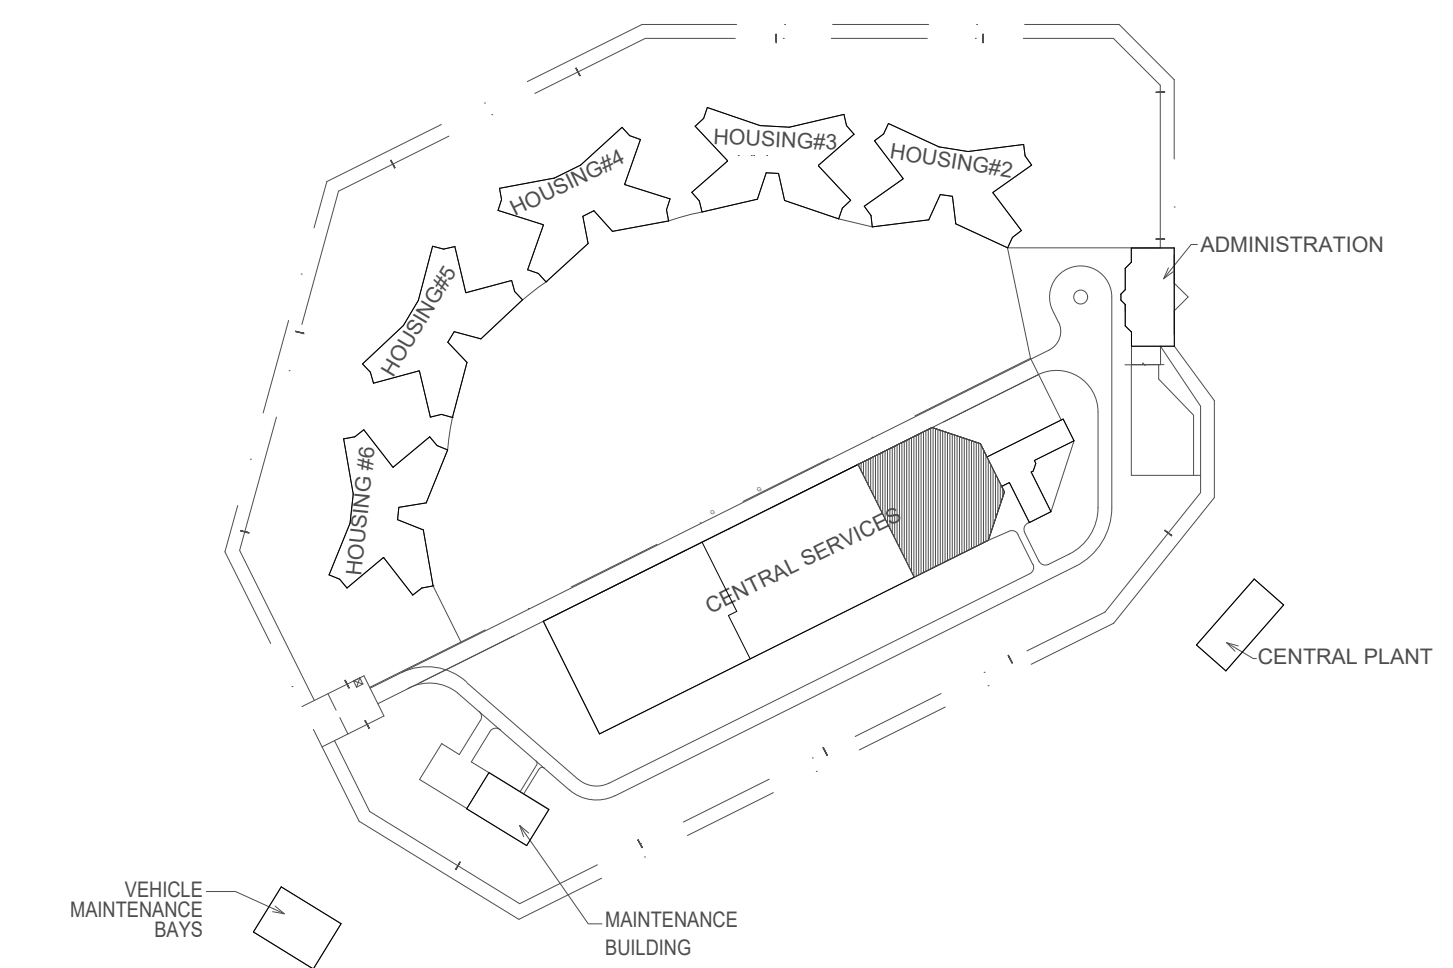 HOUSING#3
HOUSING#2
HOUSING#4
ADMINISTRATION
HOUSING#5
HOUSING #6
CENTRAL SERVICES
CENTRAL PLANT
VEHICLE
MAINTENANCE
BAYS
MAINTENANCE
BUILDING